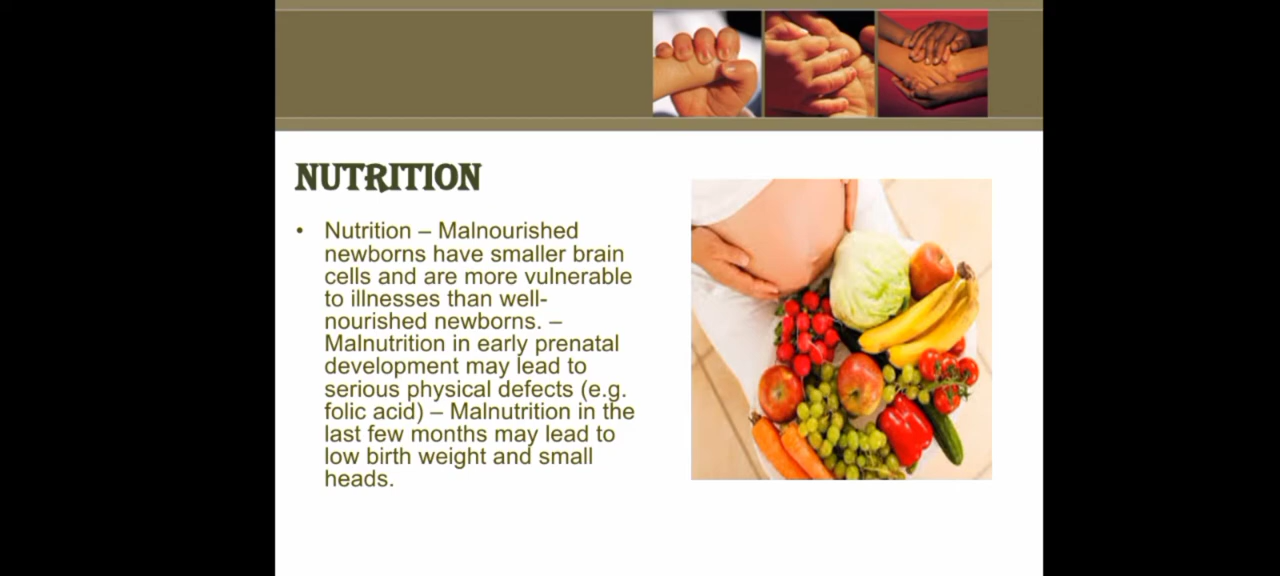 NUTRITION
• Nutrition – Malnourished
newborns have smaller brain
cells and are more vulnerable
to illnesses than well-
nourished newborns. –
Malnutrition in early prenatal
development may lead to
serious physical defects (e.g.
folic acid) – Malnutrition in the
last few months may lead to
low birth weight and small
heads.